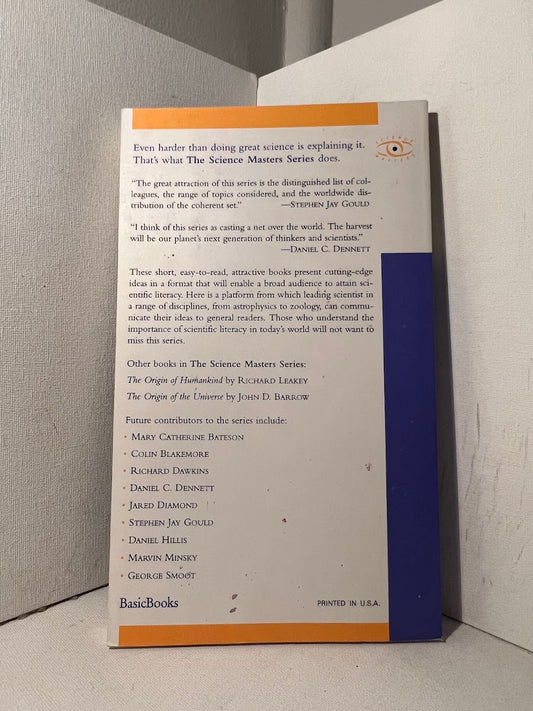 SCIENCE
MASTERS
Even harder than doing great science is explaining it.
That's what The Science Masters Series does.
"The great attraction of this series is the distinguished list of col-
leagues, the range of topics considered, and the worldwide dis-
tribution of the coherent set." —STEPHEN JAY GOULD
"I think of this series as casting a net over the world. The harvest
will be our planet's next generation of thinkers and scientists."
—DANIEL C. DENNETT
These short, easy-to-read, attractive books present cutting-edge
ideas in a format that will enable a broad audience to attain sci-
entific literacy. Here is a platform from which leading scientist in
a range of disciplines, from astrophysics to zoology, can commu-
nicate their ideas to general readers. Those who understand the
importance of scientific literacy in today's world will not want to
miss this series.
Other books in The Science Masters Series:
The Origin of Humankind by RICHARD LEAKEY
The Origin of the Universe by JOHN D. BARROW
Future contributors to the series include:
• MARY CATHERINE BATESON
• COLIN BLAKEMORE
• RICHARD DAWKINS
• DANIEL C. DENNETT
• JARED DIAMOND
• STEPHEN JAY GOULD
• DANIEL HILLIS
• MARVIN MINSKY
• GEORGE SMOOT
BasicBooks PRINTED IN U.S.A.